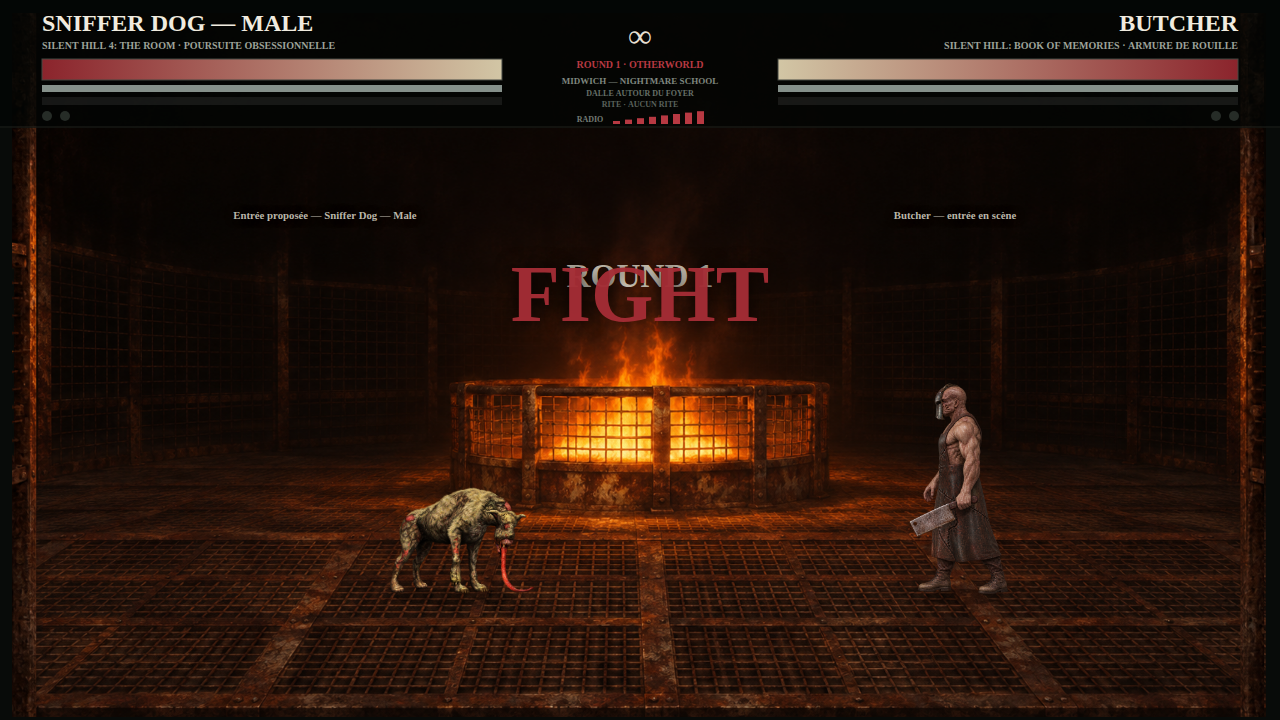 SNIFFER DOG — MALE
SILENT HILL 4: THE ROOM · POURSUITE OBSESSIONNELLE
∞
ROUND 1 · OTHERWORLD
MIDWICH — NIGHTMARE SCHOOL
DALLE AUTOUR DU FOYER
RITE · AUCUN RITE
RADIO
BUTCHER
SILENT HILL: BOOK OF MEMORIES · ARMURE DE ROUILLE
Entrée proposée — Sniffer Dog — Male
Butcher — entrée en scène
ROUND 1
FIGHT